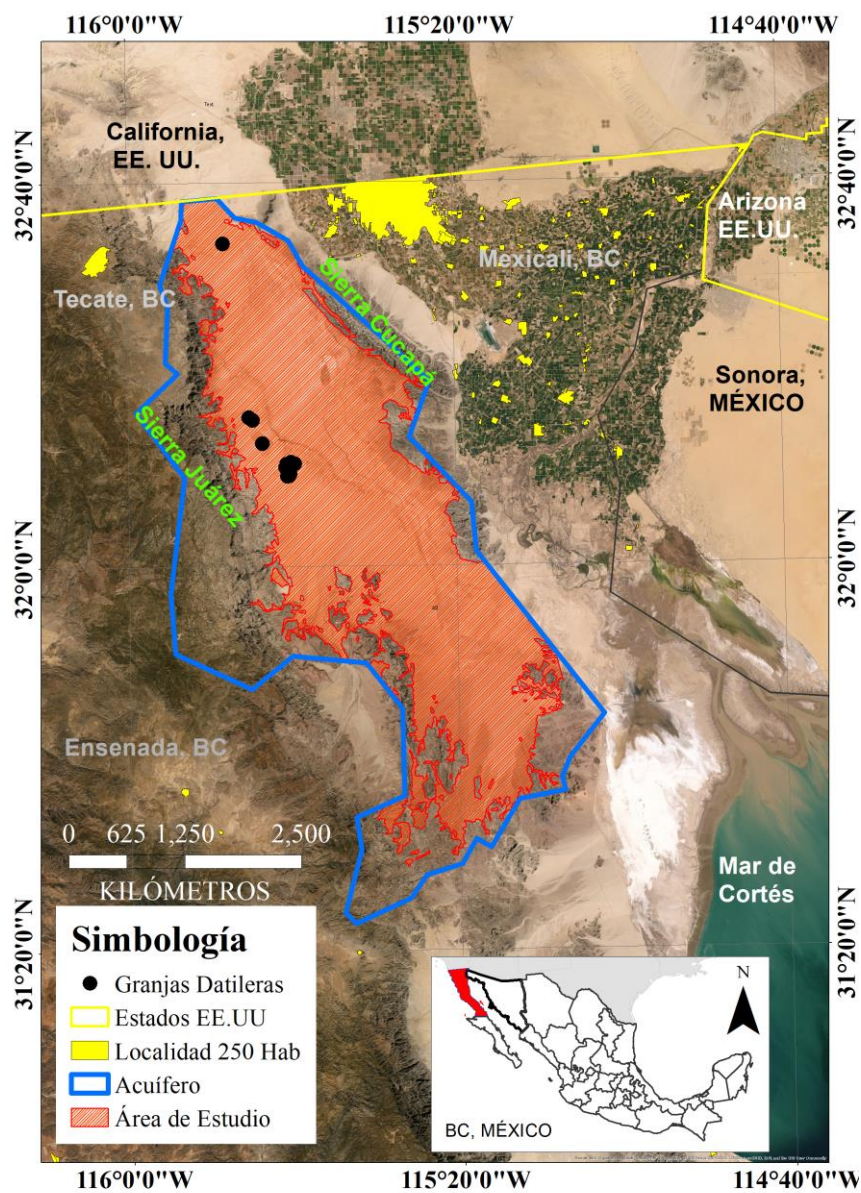 116°0'0"W
115°20'0"W
114°40'0"W
32°40'0"N
32°40'0"N
32°0'0"N
32°0'0"N
31°20'0"N
31°20'0"N
California,
EE. UU.
Arizona
EE.UU.
Mexicali, BC
Tecate, BC
Sierra Cucapá
Sonora,
MÉXICO
Sierra Juárez
Ensenada, BC
Mar de
Cortés
0 625 1,250 2,500
KILÓMETROS
Simbología
Granjas Datileras
Estados EE.UU
Localidad 250 Hab
Acuífero
Área de Estudio
N
BC, MÉXICO
116°0'0"W
115°20'0"W
114°40'0"W